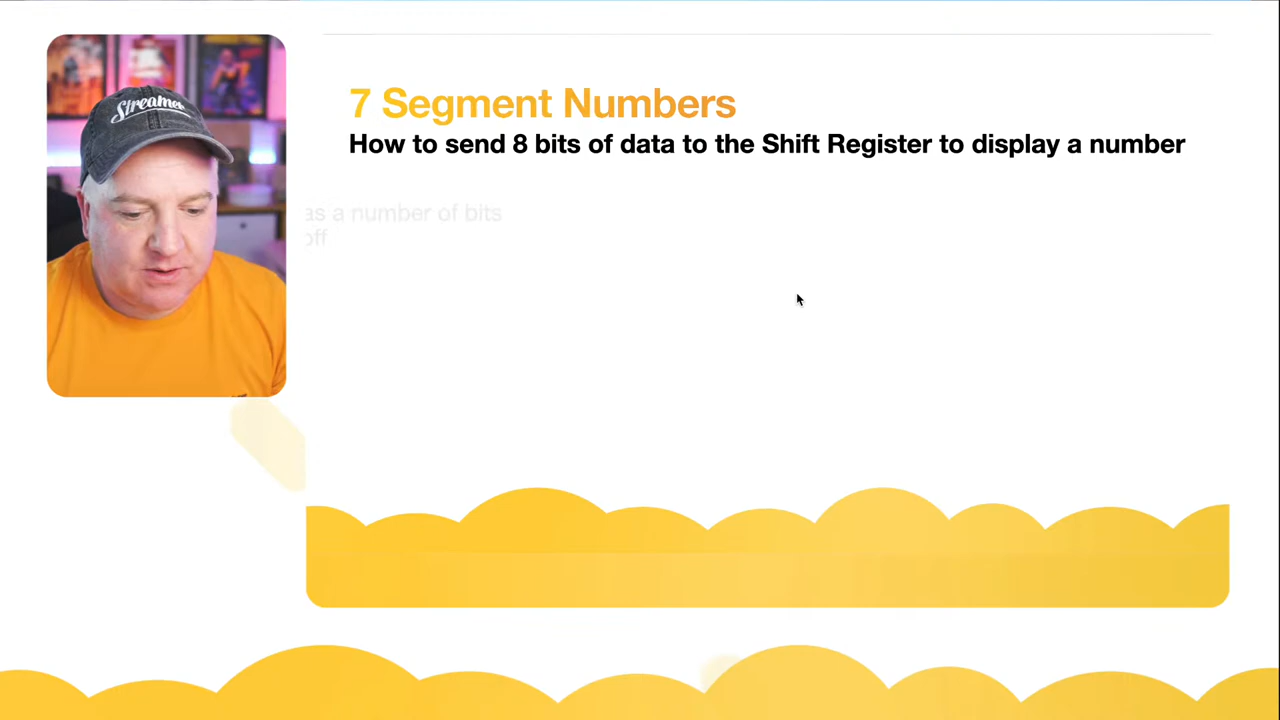 Streamer
7 Segment Numbers
How to send 8 bits of data to the Shift Register to display a number
as a number of bits
off